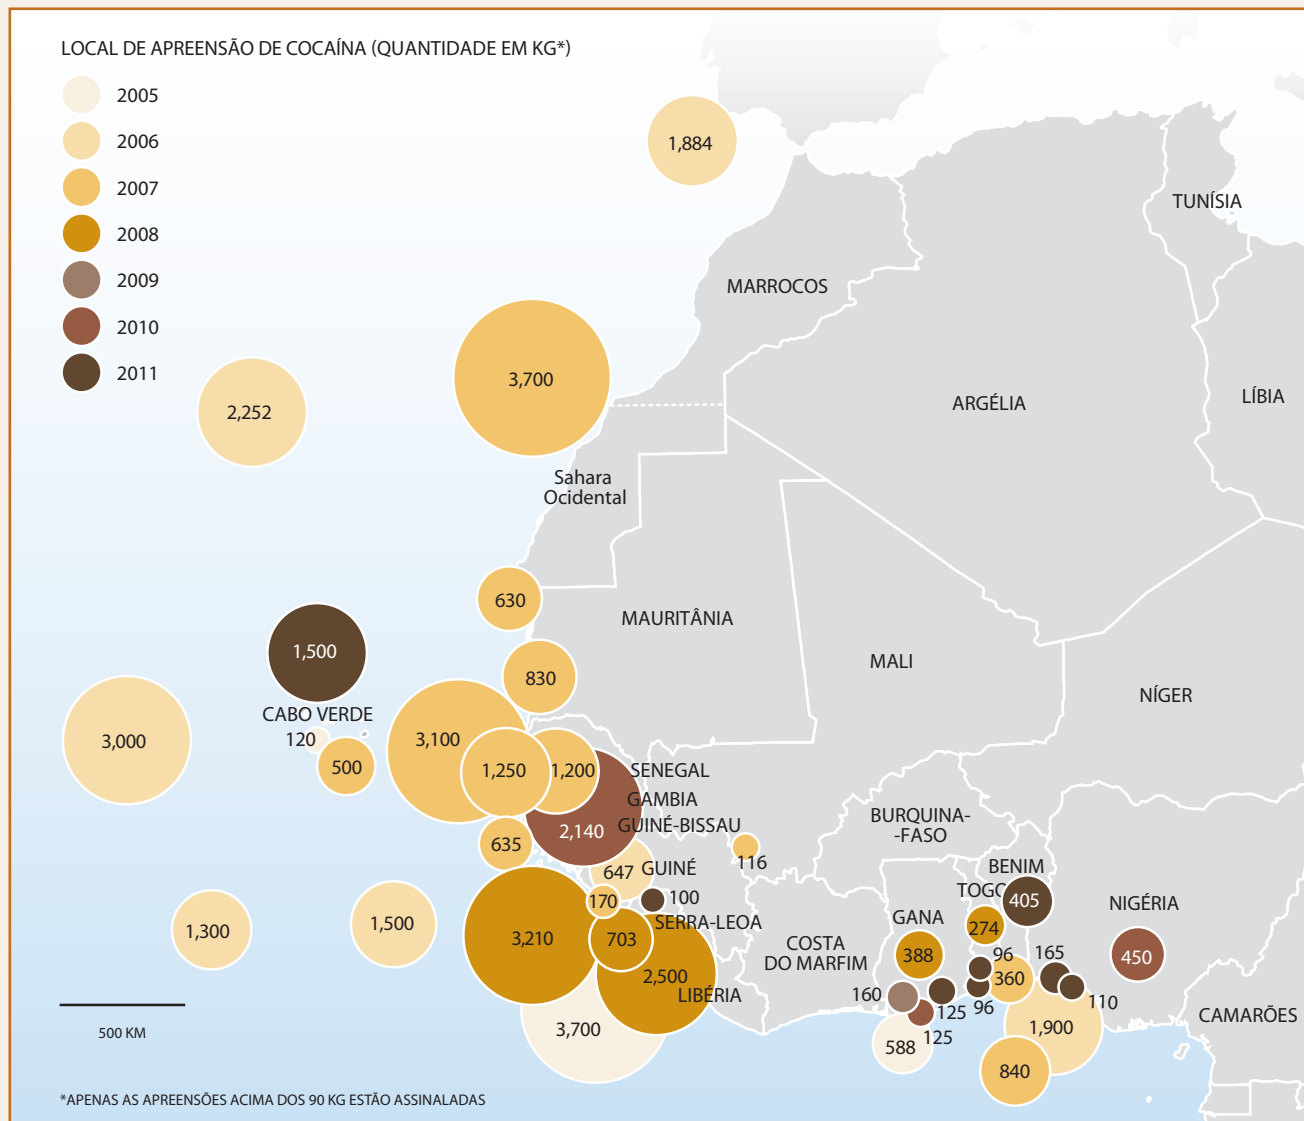 LOCAL DE APREENSÃO DE COCAÍNA (QUANTIDADE EM KG*)
2005
2006
2007
2008
2009
2010
2011
1,884
TUNÍSIA
MARROCOS
3,700
2,252
ARGÉLIA
LÍBIA
Sahara
Ocidental
630
MAURITÂNIA
1,500
MALI
830
NÍGER
CABO VERDE
120
3,000
3,100
500
1,250
1,200
SENEGAL
GAMBIA
2,140
GUINÉ-BISSAU
BURQUINA-
-FASO
635
116
647
GUINÉ
BENIM
170
100
TOGO
405
NIGÉRIA
1,300
1,500
SERRA-LEOA
GANA
274
3,210
703
COSTA
DO MARFIM
388
96
165
450
2,500
LIBÉRIA
360
160
125
96
110
CAMARÕES
3,700
125
1,900
588
840
500 KM
*APENAS AS APREENSÕES ACIMA DOS 90 KG ESTÃO ASSINALADAS